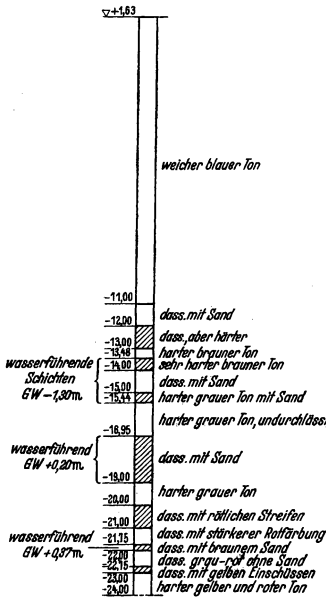 ▽+1,63
weicher blauer Ton
-11,00
dass. mit Sand
-12,00
dass., aber härter
-13,00
harter brauner Ton
-13,48
sehr harter brauner Ton
-14,00
wasserführende
Schichten
GW -1,30m.
dass. mit Sand
-15,00
harter grauer Ton mit Sand
-15,44
harter grauer Ton, undurchläss
-16,95
wasserführend
GW +0,20m.
dass. mit Sand
-19,00
harter grauer Ton
-20,00
dass. mit rötlichen Streifen
-21,00
dass. mit stärkerer Rotfärbung
wasserführend
GW +0,87m.
-21,75
dass. mit braunem Sand
-22,00
dass. grau-rot ohne Sand
-22,75
dass. mit gelben Einschüssen
-23,00
harter gelber und roter Ton
-24,00